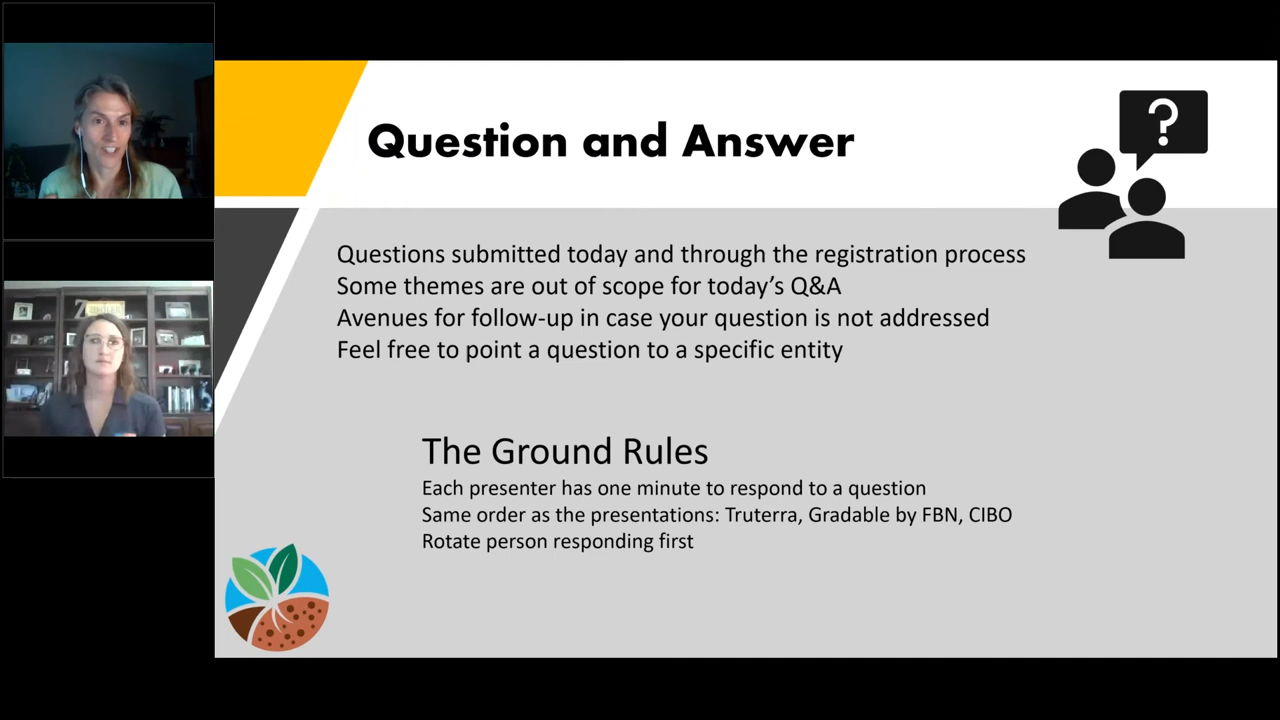 Question and Answer
?
Questions submitted today and through the registration process
Some themes are out of scope for today’s Q&A
Avenues for follow-up in case your question is not addressed
Feel free to point a question to a specific entity
The Ground Rules
Each presenter has one minute to respond to a question
Same order as the presentations: Truterra, Gradable by FBN, CIBO
Rotate person responding first